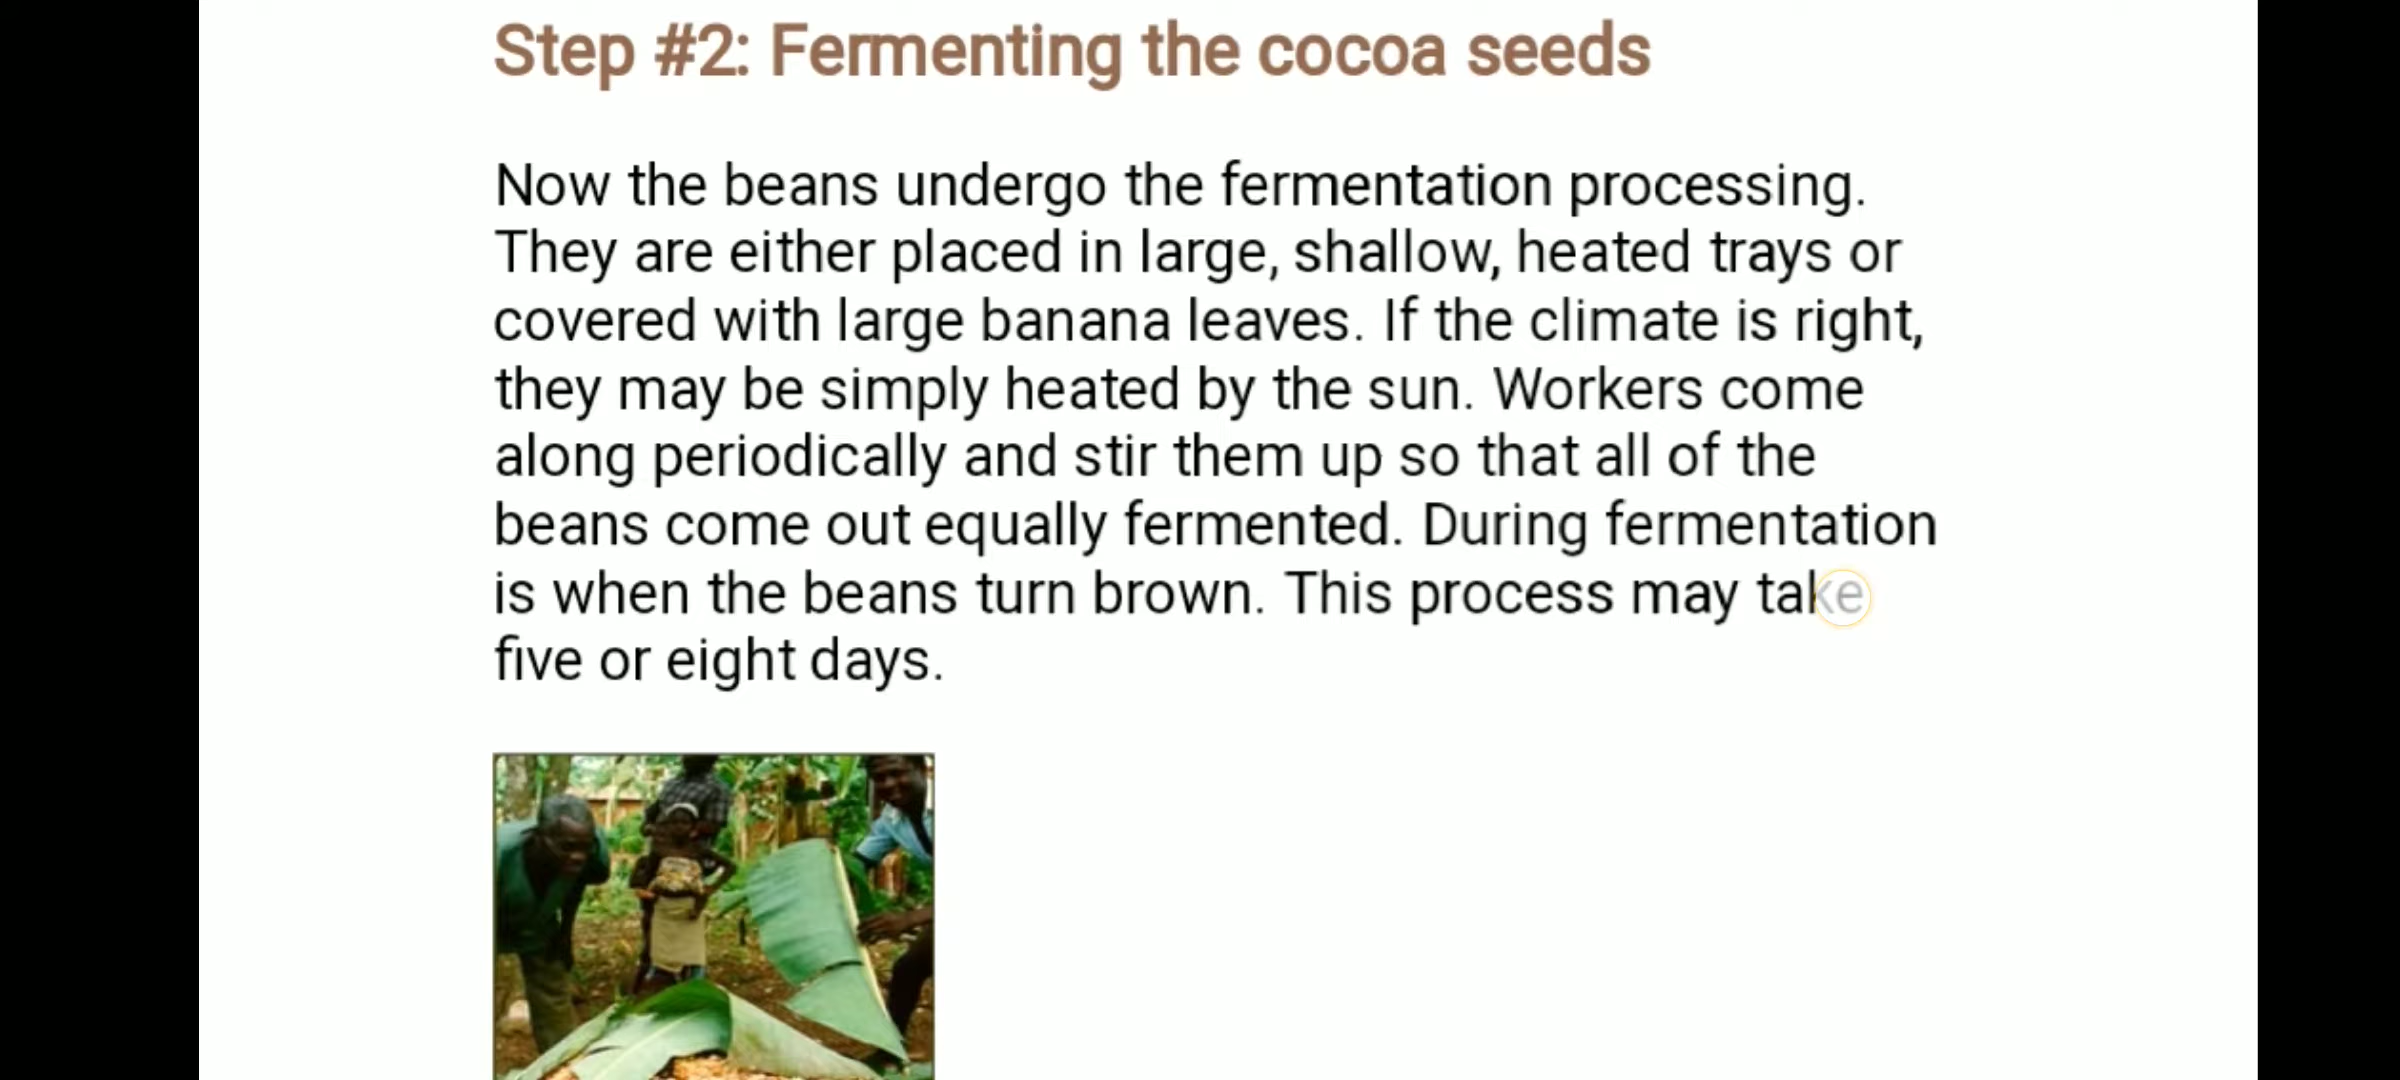 Step #2: Fermenting the cocoa seeds
Now the beans undergo the fermentation processing.
They are either placed in large, shallow, heated trays or
covered with large banana leaves. If the climate is right,
they may be simply heated by the sun. Workers come
along periodically and stir them up so that all of the
beans come out equally fermented. During fermentation
is when the beans turn brown. This process may take
five or eight days.